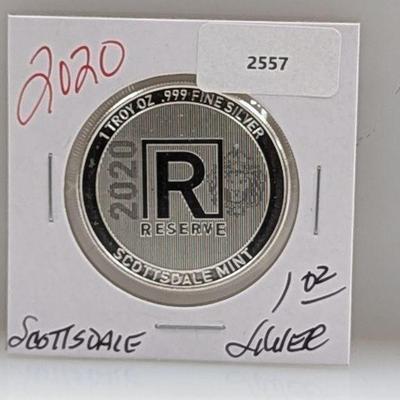 2020
2557
1 TROY OZ .999 FINE SILVER
2020
R
RESERVE
SCOTTSDALE MINT
1 oz
SCOTTSDALE
SILVER